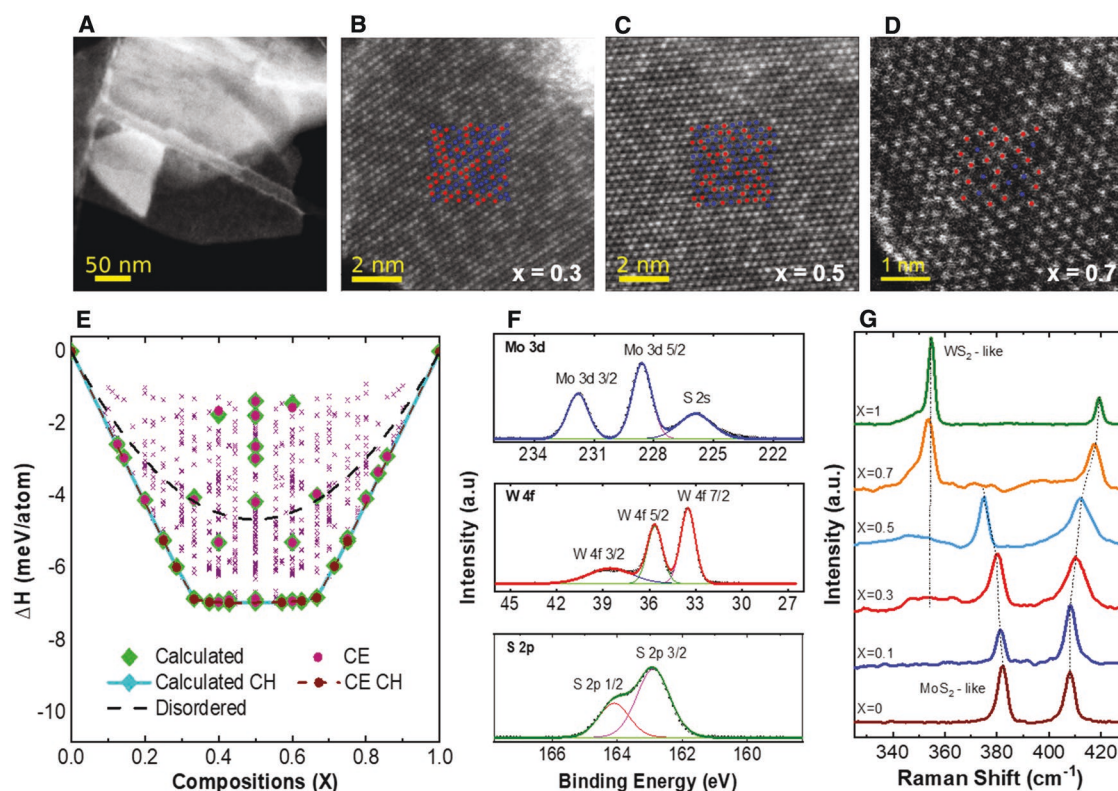 A
B
C
D
50 nm
2 nm
x = 0.3
2 nm
x = 0.5
1 nm
x = 0.7
E
0
-2
-4
-6
-8
-10
ΔH (meV/atom)
Calculated
CE
Calculated CH
CE CH
Disordered
0.0
0.2
0.4
0.6
0.8
1.0
Compositions (X)
F
Mo 3d
Mo 3d 3/2
Mo 3d 5/2
S 2s
234
231
228
225
222
W 4f
W 4f 3/2
W 4f 5/2
W 4f 7/2
45
42
39
36
33
30
27
S 2p
S 2p 1/2
S 2p 3/2
166
164
162
160
Intensity (a.u)
Binding Energy (eV)
G
WS₂ - like
X=1
X=0.7
X=0.5
X=0.3
X=0.1
MoS₂ - like
X=0
340
360
380
400
420
Intensity (a.u.)
Raman Shift (cm⁻¹)